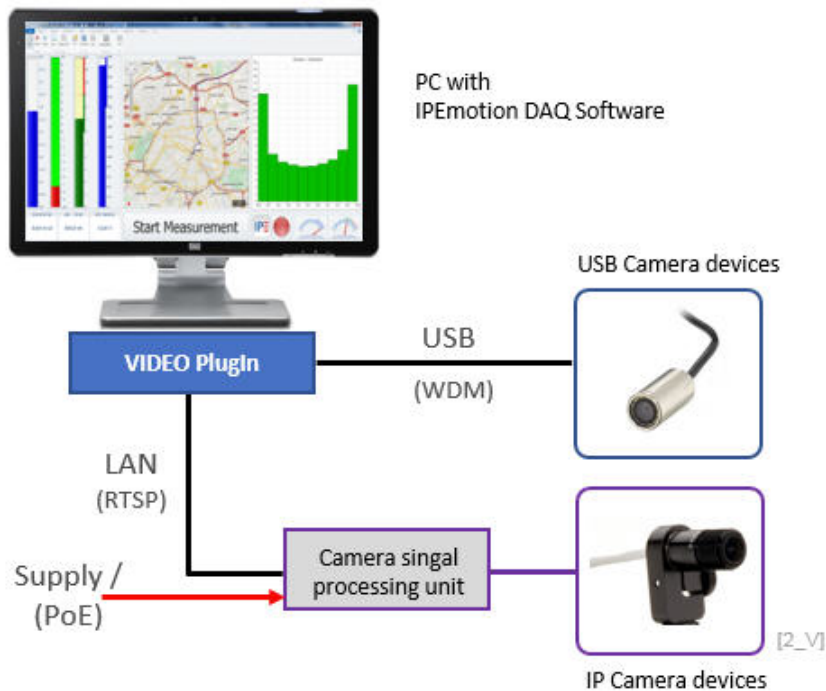 PC with
IPEmotion DAQ Software
Start Measurement
IPE
USB Camera devices
VIDEO PlugIn
USB
(WDM)
LAN
(RTSP)
Camera singal
processing unit
Supply /
(PoE)
[2_V]
IP Camera devices